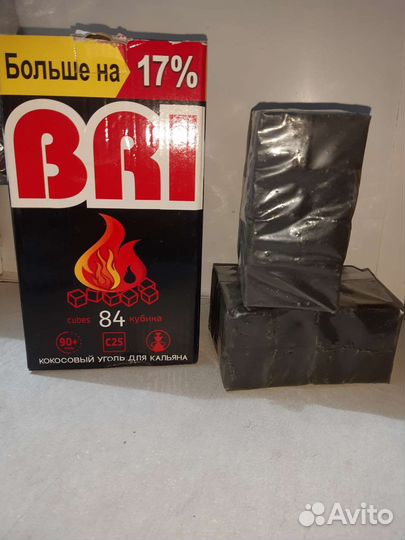 Больше на 17%
BRI
cubes 84 кубика
90+ C25
КОКОСОВЫЙ УГОЛЬ ДЛЯ КАЛЬЯНА
Avito